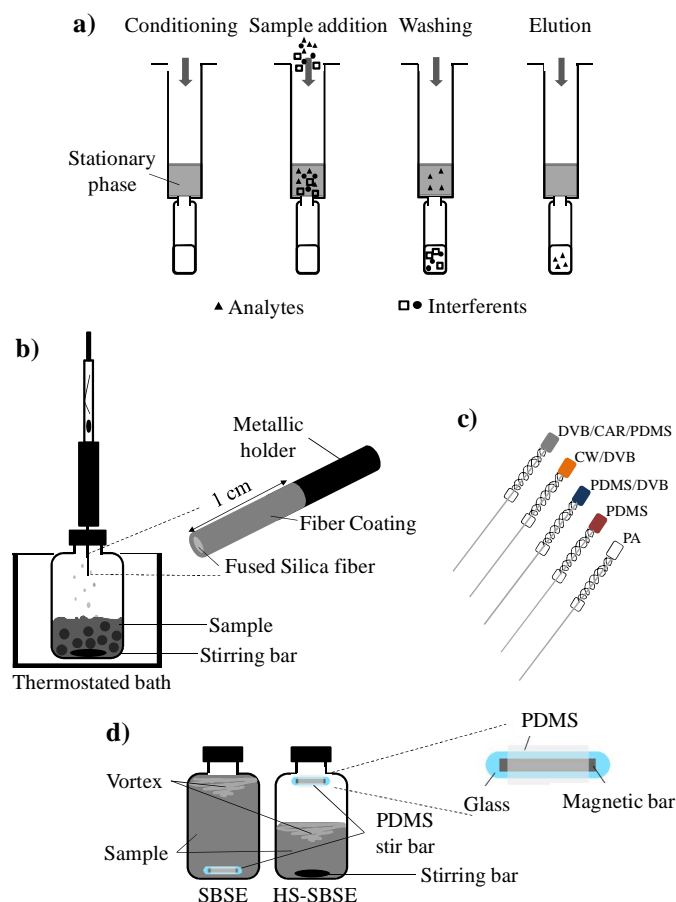 a)
Conditioning
Sample addition
Washing
Elution
Stationary
phase
Analytes
Interferents
b)
Metallic
holder
1 cm
Fiber Coating
Fused Silica fiber
Sample
Stirring bar
Thermostated bath
c)
DVB/CAR/PDMS
CW/DVB
PDMS/DVB
PDMS
PA
d)
PDMS
Vortex
Glass
Magnetic bar
PDMS
stir bar
Sample
Stirring bar
SBSE
HS-SBSE